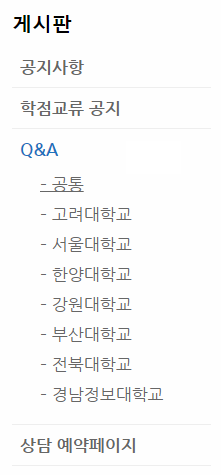 게시판
공지사항
학점교류 공지
Q&A
- 공통
- 고려대학교
- 서울대학교
- 한양대학교
- 강원대학교
- 부산대학교
- 전북대학교
- 경남정보대학교
상담 예약페이지